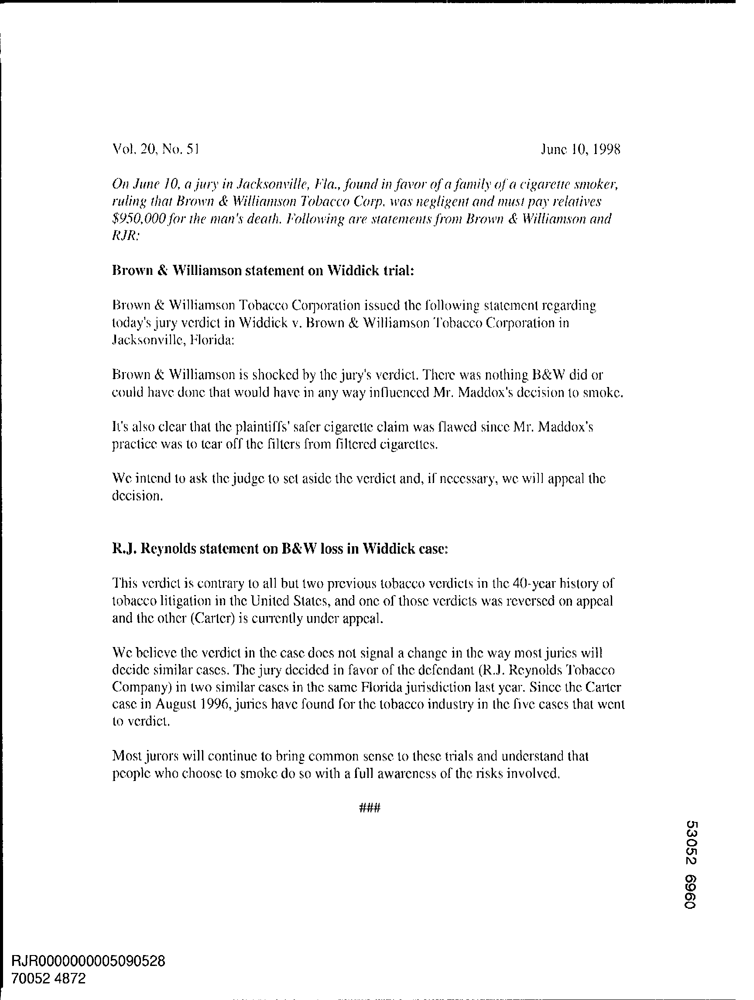 Vol. 20, No. 51 June 10, 1998
On June 10, a jury in Jacksonville, Fla., found in favor of a family of a cigarette smoker,
ruling that Brown & Williamson Tobacco Corp. was negligent and must pay relatives
$950,000 for the man's death. Following are statements from Brown & Williamson and
RJR:
Brown & Williamson statement on Widdick trial:
Brown & Williamson Tobacco Corporation issued the following statement regarding
today's jury verdict in Widdick v. Brown & Williamson Tobacco Corporation in
Jacksonville, Florida:
Brown & Williamson is shocked by the jury's verdict. There was nothing B&W did or
could have done that would have in any way influenced Mr. Maddox's decision to smoke.
It's also clear that the plaintiffs' safer cigarette claim was flawed since Mr. Maddox's
practice was to tear off the filters from filtered cigarettes.
We intend to ask the judge to set aside the verdict and, if necessary, we will appeal the
decision.
R.J. Reynolds statement on B&W loss in Widdick case:
This verdict is contrary to all but two previous tobacco verdicts in the 40-year history of
tobacco litigation in the United States, and one of those verdicts was reversed on appeal
and the other (Carter) is currently under appeal.
We believe the verdict in the case does not signal a change in the way most juries will
decide similar cases. The jury decided in favor of the defendant (R.J. Reynolds Tobacco
Company) in two similar cases in the same Florida jurisdiction last year. Since the Carter
case in August 1996, juries have found for the tobacco industry in the five cases that went
to verdict.
Most jurors will continue to bring common sense to these trials and understand that
people who choose to smoke do so with a full awareness of the risks involved.
###
53052 6960
RJR0000000005090528
70052 4872